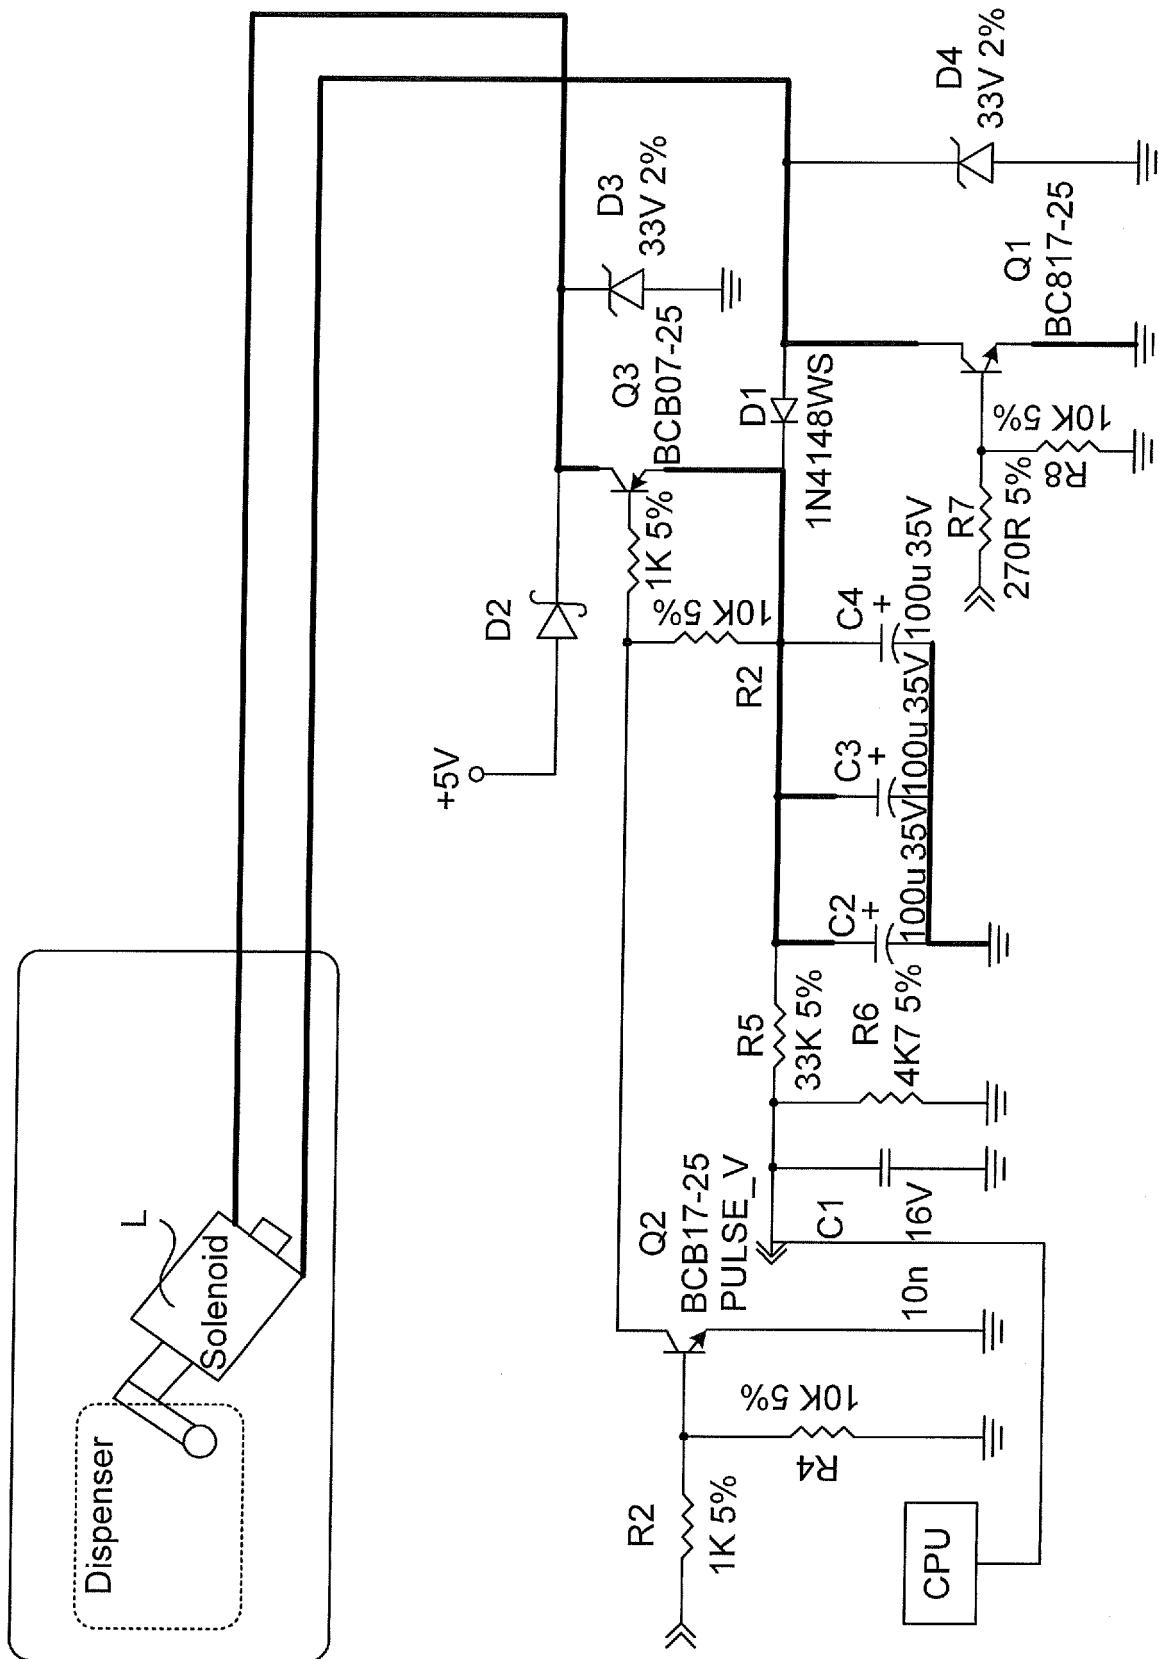 Dispenser
Solenoid
L
+5V
D2
D3
33V 2%
D4
33V 2%
Q3
BCB07-25
1K 5%
10K 5%
R2
D1
1N4148WS
Q1
BC817-25
10K 5%
R8
R7
270R 5%
C4
+
100u 35V
C3
+
100u 35V
C2
+
100u 35V
R5
33K 5%
R6
4K7 5%
Q2
BCB17-25
PULSE_V
C1
16V
10n
10K 5%
R4
R2
1K 5%
CPU